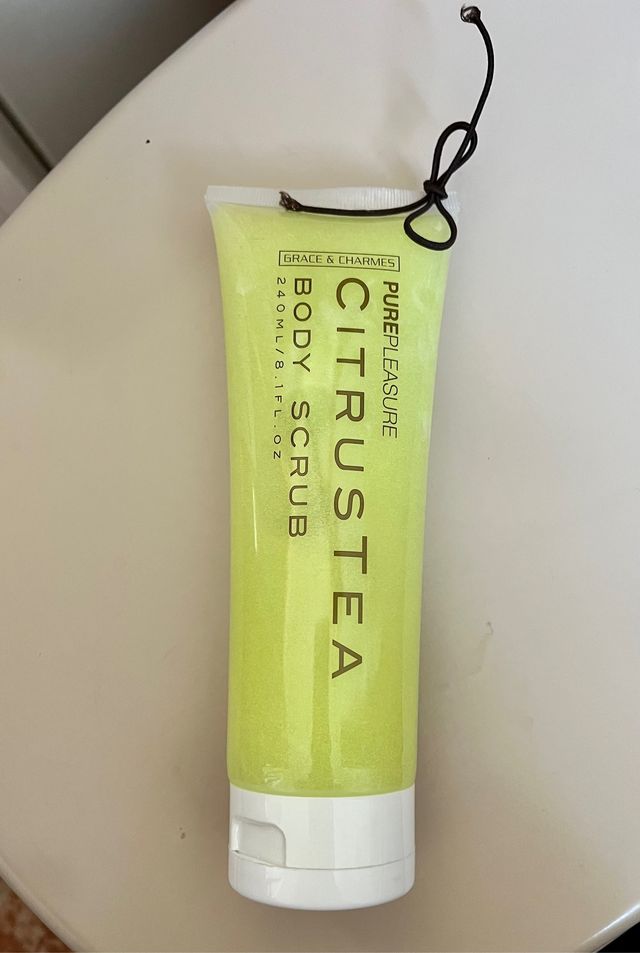 GRACE & CHARMES
PUREPLEASURE
CITRUSTEA
BODY SCRUB
240ML/8.1FL.OZ